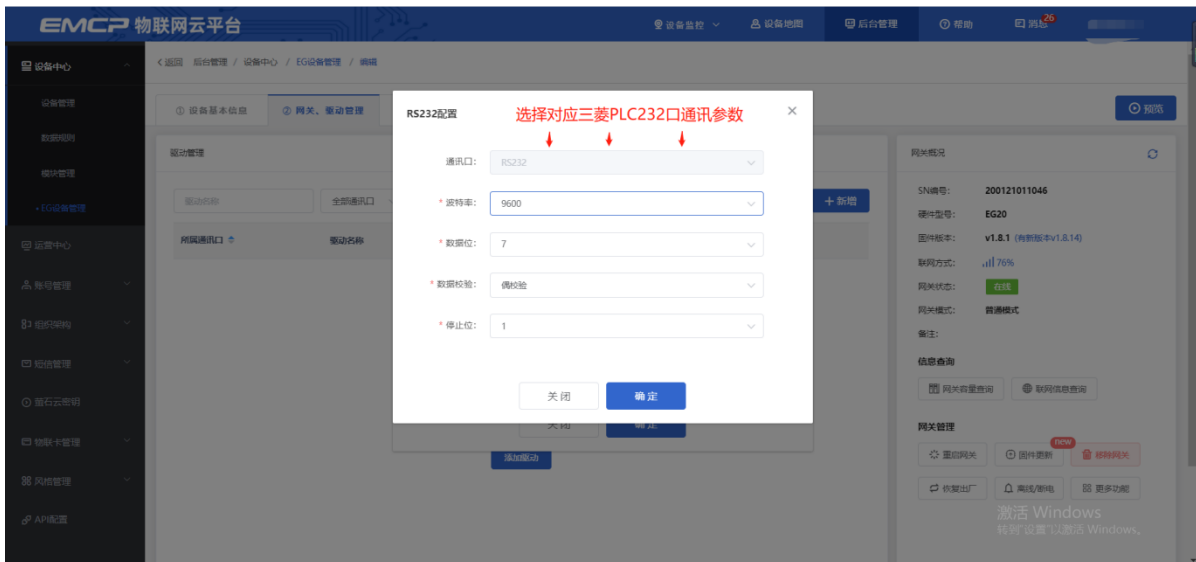 EMCP 物联网云平台
设备监控
设备地图
后台管理
帮助
消息
26
设备中心
设备管理
数据规则
模块管理
• EG设备管理
运营中心
账号管理
组织架构
短信管理
萤石云密钥
物联卡管理
风格管理
API配置
返回 后台管理 / 设备中心 / EG设备管理 / 编辑
① 设备基本信息
② 网关、驱动管理
预览
驱动管理
驱动名称
全部通讯口
+ 新增
所属通讯口
驱动名称
RS232配置
选择对应三菱PLC232口通讯参数
通讯口: RS232
* 波特率: 9600
* 数据位: 7
* 数据校验: 偶校验
* 停止位: 1
关闭
确定
关闭
确定
添加驱动
网关概况
SN编号: 200121011046
硬件型号: EG20
固件版本: v1.8.1 (有新版本v1.8.14)
联网方式: 76%
网关状态: 在线
网关模式: 普通模式
备注:
信息查询
网关容量查询
联网信息查询
网关管理
new
重启网关
固件更新
移除网关
恢复出厂
离线/断电
更多功能
激活 Windows
转到"设置"以激活 Windows。